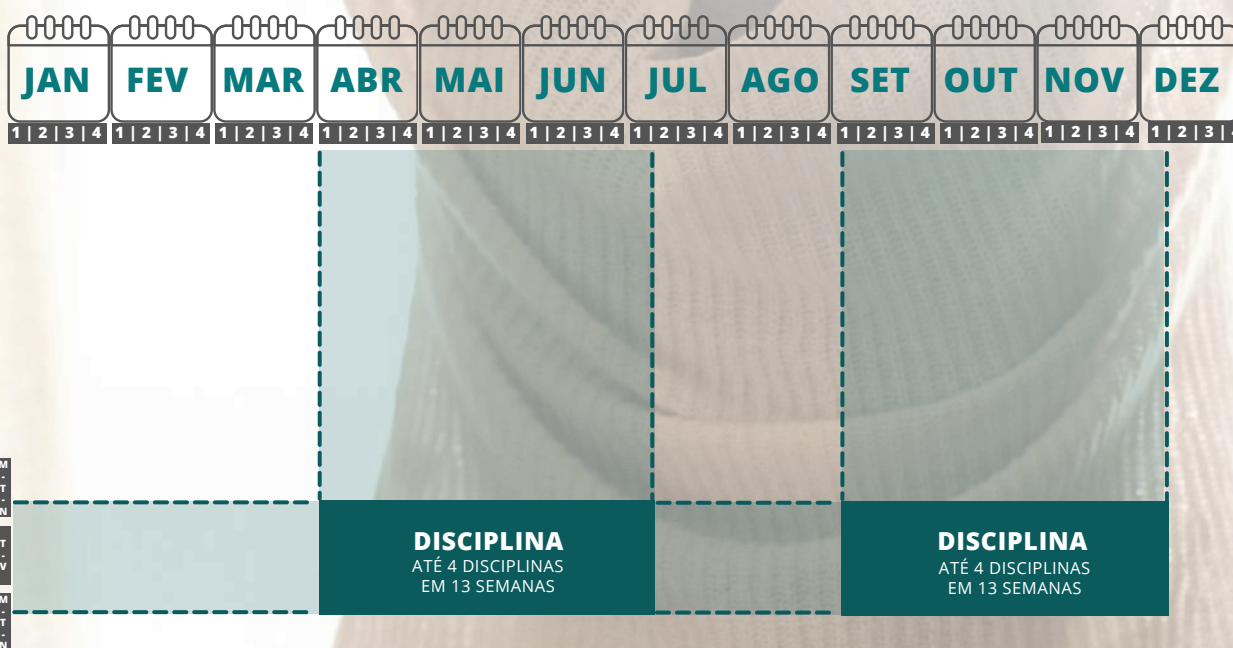 JAN FEV MAR ABR MAI JUN JUL AGO SET OUT NOV DEZ
1 | 2 | 3 | 4 1 | 2 | 3 | 4 1 | 2 | 3 | 4 1 | 2 | 3 | 4 1 | 2 | 3 | 4 1 | 2 | 3 | 4 1 | 2 | 3 | 4 1 | 2 | 3 | 4 1 | 2 | 3 | 4 1 | 2 | 3 | 4 1 | 2 | 3 | 4 1 | 2 | 3 | 4
M
-
T
-
N
T
-
V
M
-
T
-
N
DISCIPLINA
ATÉ 4 DISCIPLINAS
EM 13 SEMANAS
DISCIPLINA
ATÉ 4 DISCIPLINAS
EM 13 SEMANAS